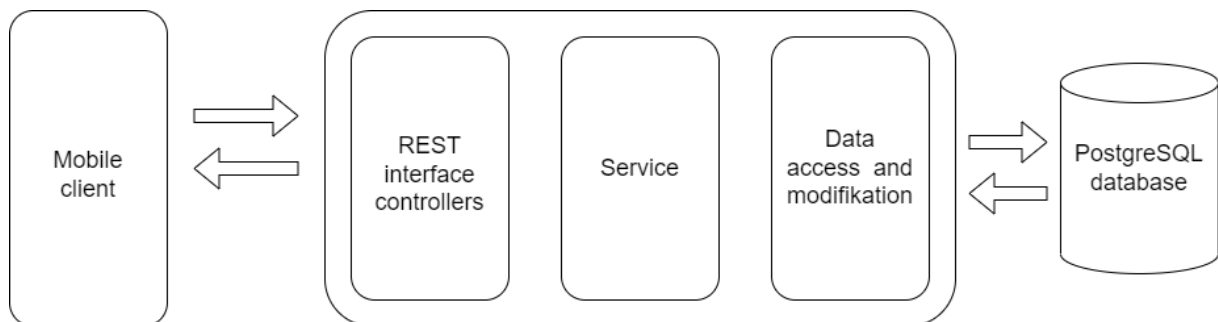 Mobile
client
REST
interface
controllers
Service
Data
access and
modifikation
PostgreSQL
database